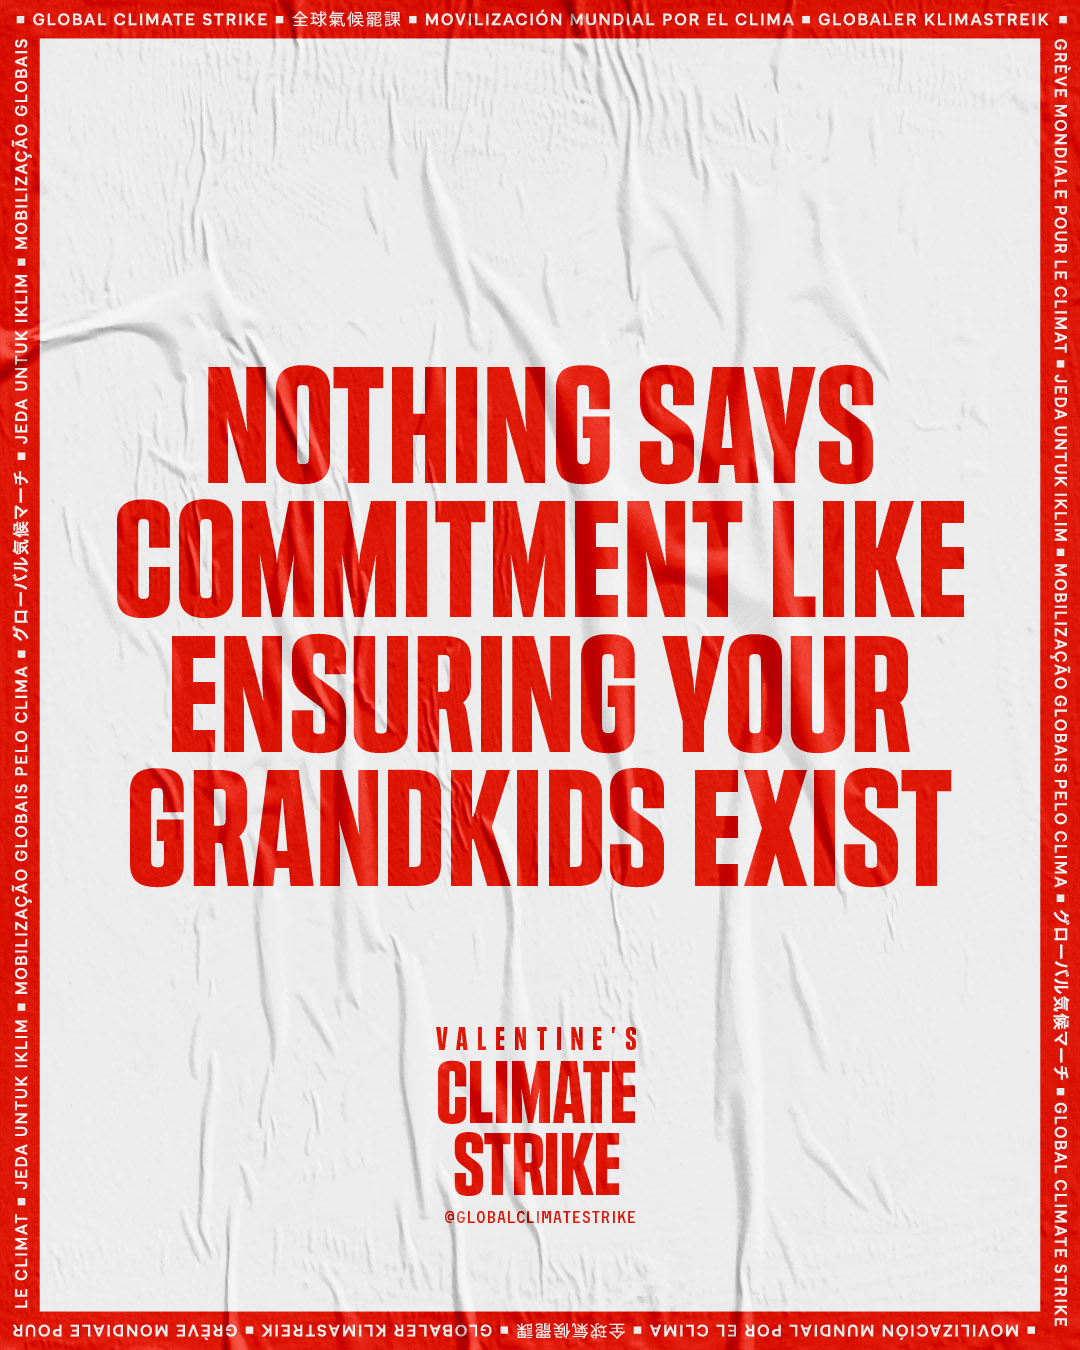 ■ GLOBAL CLIMATE STRIKE ■ 全球氣候罷課 ■ MOVILIZACIÓN MUNDIAL POR EL CLIMA ■ GLOBALER KLIMASTREIK ■
GRÈVE MONDIALE POUR LE CLIMAT ■ JEDA UNTUK IKLIM ■ MOBILIZAÇÃO GLOBAIS PELO CLIMA ■ グローバル気候マーチ ■ GLOBAL CLIMATE STRIKE
NOTHING SAYS
COMMITMENT LIKE
ENSURING YOUR
GRANDKIDS EXIST
VALENTINE'S
CLIMATE
STRIKE
@GLOBALCLIMATESTRIKE
■ MOVILIZACIÓN MUNDIAL POR EL CLIMA ■ 全球氣候罷課 ■ GLOBALER KLIMASTREIK ■ GRÈVE MONDIALE POUR
LE CLIMAT ■ JEDA UNTUK IKLIM ■ MOBILIZAÇÃO GLOBAIS PELO CLIMA ■ グローバル気候マーチ ■ JEDA UNTUK IKLIM ■ MOBILIZAÇÃO GLOBAIS